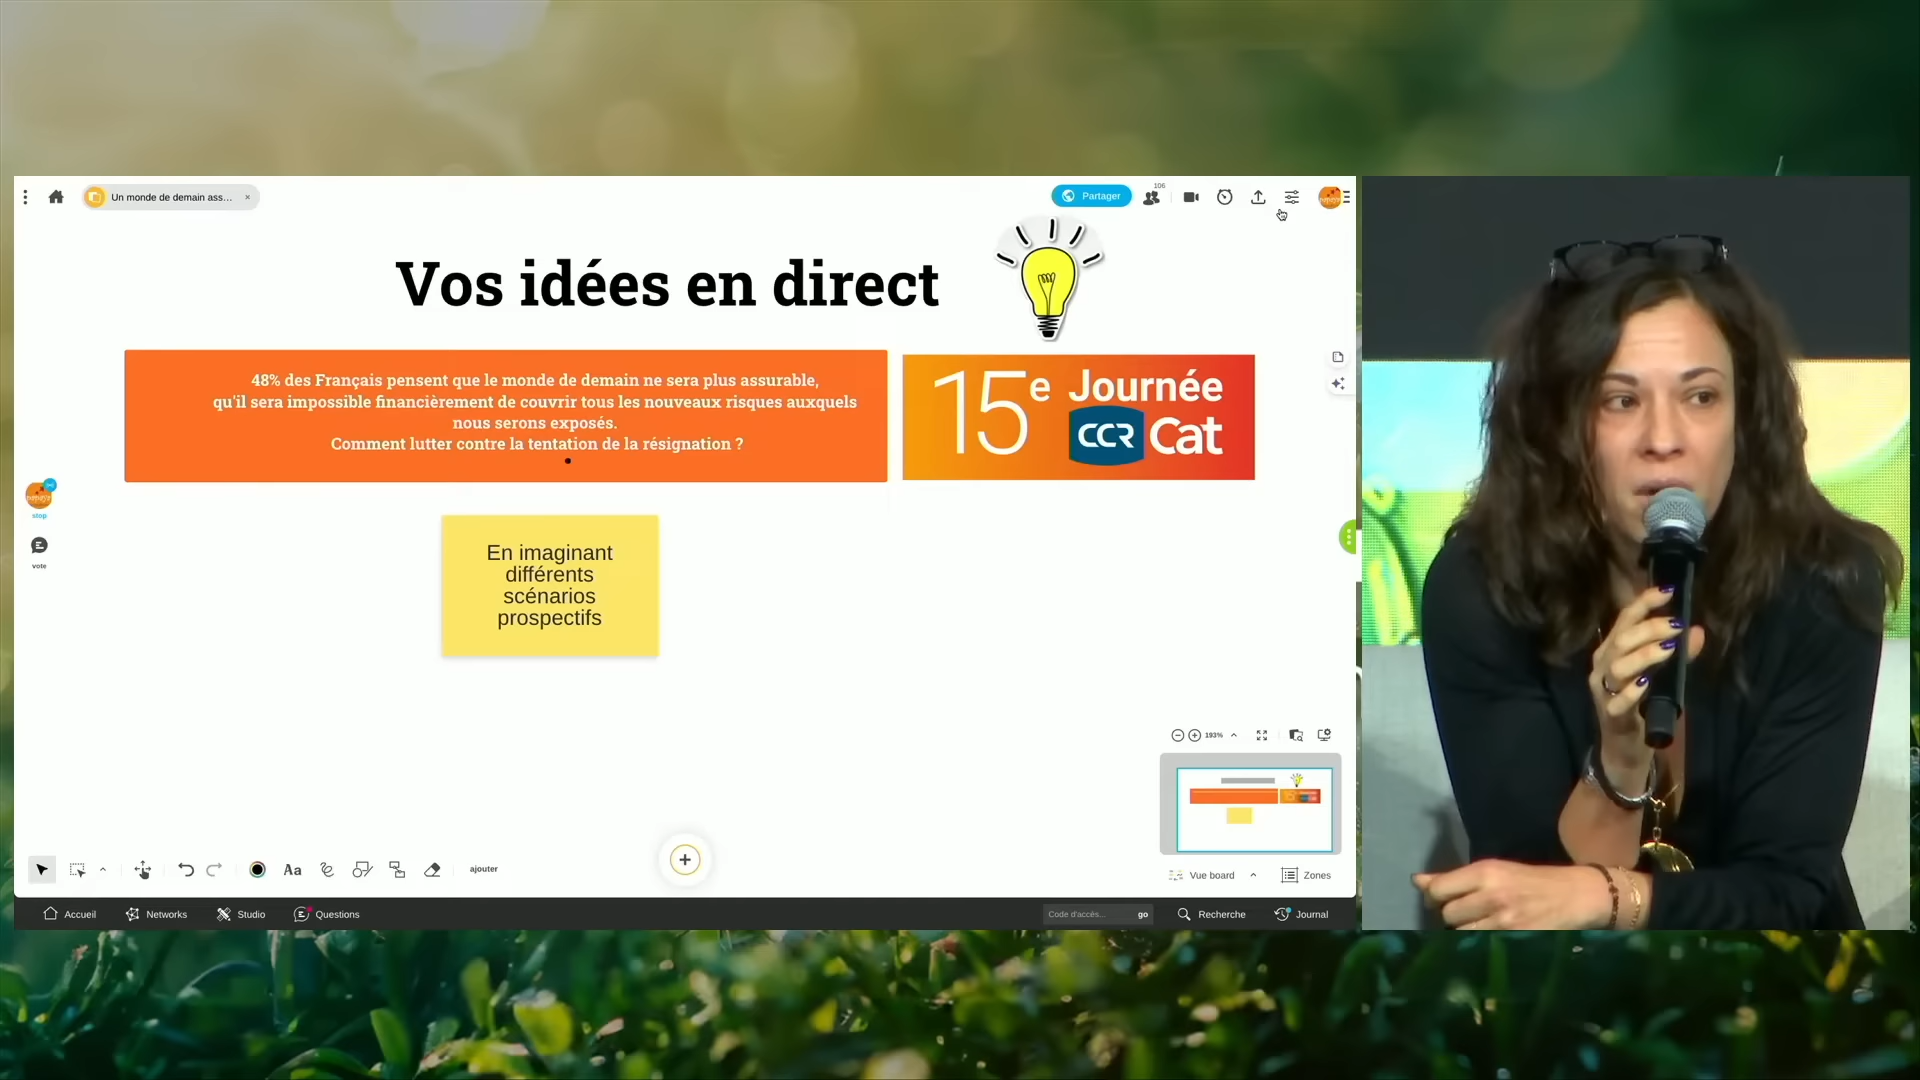 Un monde de demain ass...
Partager
106
Vos idées en direct
48% des Français pensent que le monde de demain ne sera plus assurable,
qu'il sera impossible financièrement de couvrir tous les nouveaux risques auxquels
nous serons exposés.
Comment lutter contre la tentation de la résignation ?
15e Journée
CCR Cat
stop
vote
En imaginant
différents
scénarios
prospectifs
193%
Aa
ajouter
Vue board
Zones
Accueil
Networks
Studio
Questions
Code d'accès...
go
Recherche
Journal